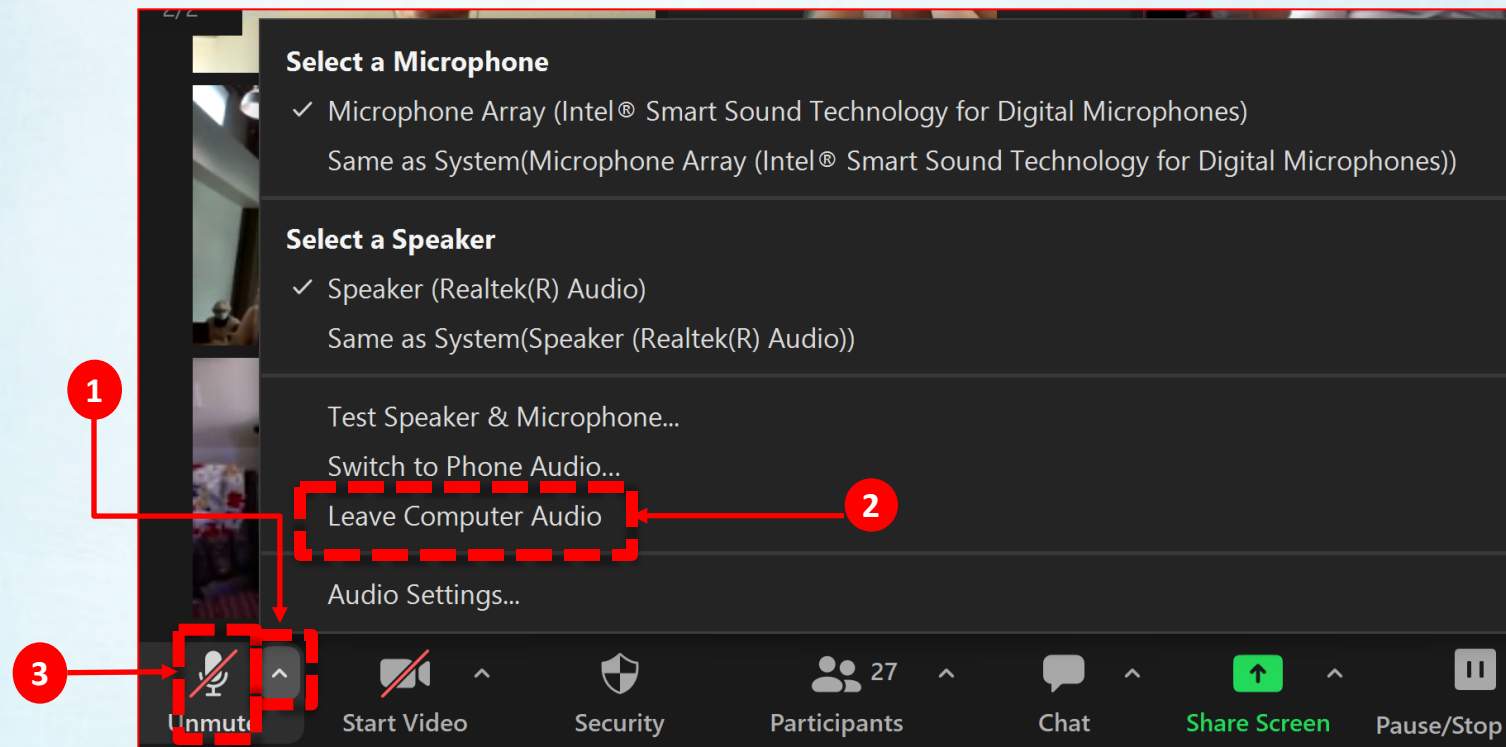 2/2
Select a Microphone
Microphone Array (Intel® Smart Sound Technology for Digital Microphones)
Same as System(Microphone Array (Intel® Smart Sound Technology for Digital Microphones))
Select a Speaker
Speaker (Realtek(R) Audio)
Same as System(Speaker (Realtek(R) Audio))
1
Test Speaker & Microphone...
Switch to Phone Audio...
Leave Computer Audio
2
Audio Settings...
3
27
Unmute
Start Video
Security
Participants
Chat
Share Screen
Pause/Stop